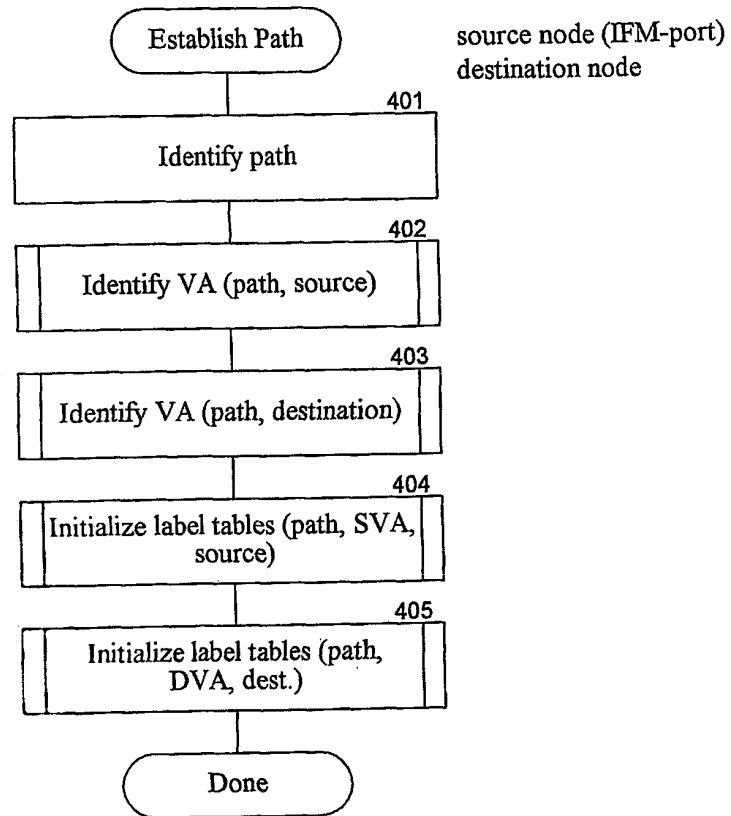 Establish Path
source node (IFM-port)
destination node
401
Identify path
402
Identify VA (path, source)
403
Identify VA (path, destination)
404
Initialize label tables (path, SVA,
source)
405
Initialize label tables (path,
DVA, dest.)
Done